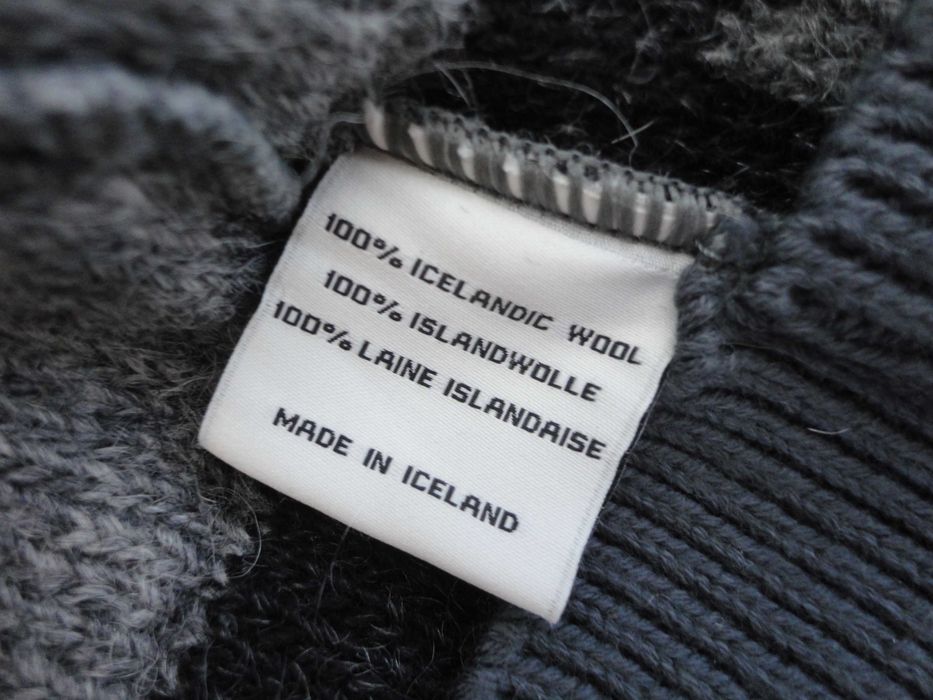 100% ICELANDIC WOOL
100% ISLANDWOLLE
100% LAINE ISLANDAISE
MADE IN ICELAND